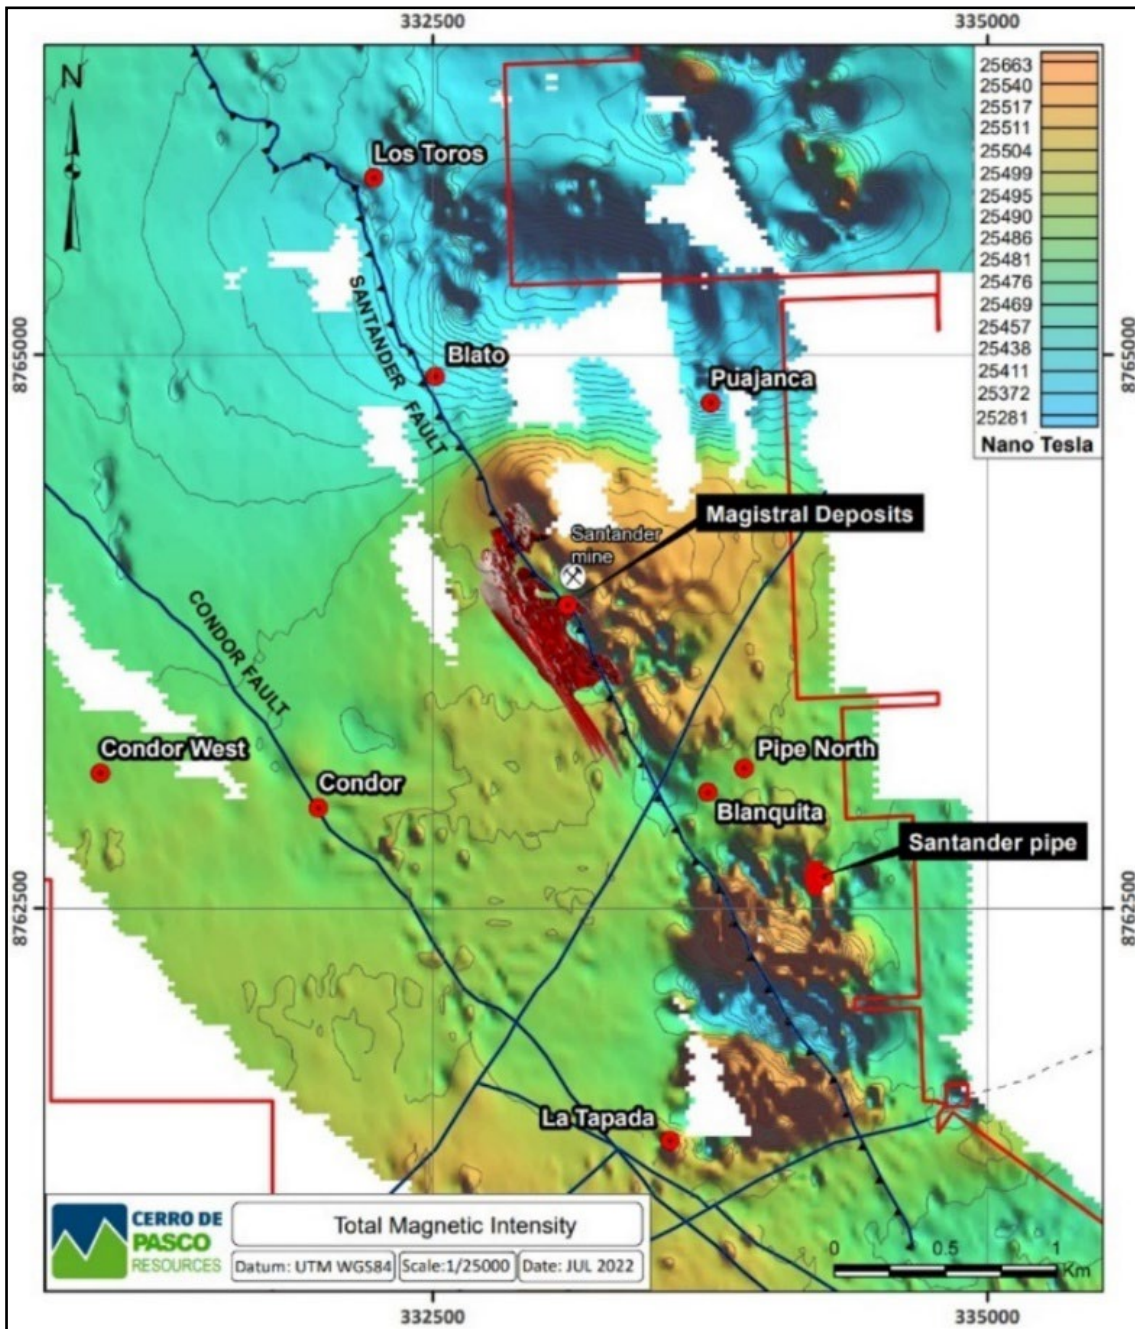 332500
335000
N
25663
25540
25517
25511
25504
25499
25495
25490
25486
25481
25476
25469
25457
25438
25411
25372
25281
Nano Tesla
Los Toros
SANTANDER FAULT
8765000
8765000
Blato
Puajanca
Magistral Deposits
Santander
mine
CONDOR FAULT
Condor West
Condor
Pipe North
Blanquita
Santander pipe
8762500
8762500
La Tapada
CERRO DE
PASCO
RESOURCES
Total Magnetic Intensity
Datum: UTM WGS84
Scale:1/25000
Date: JUL 2022
0
0.5
1
Km
332500
335000